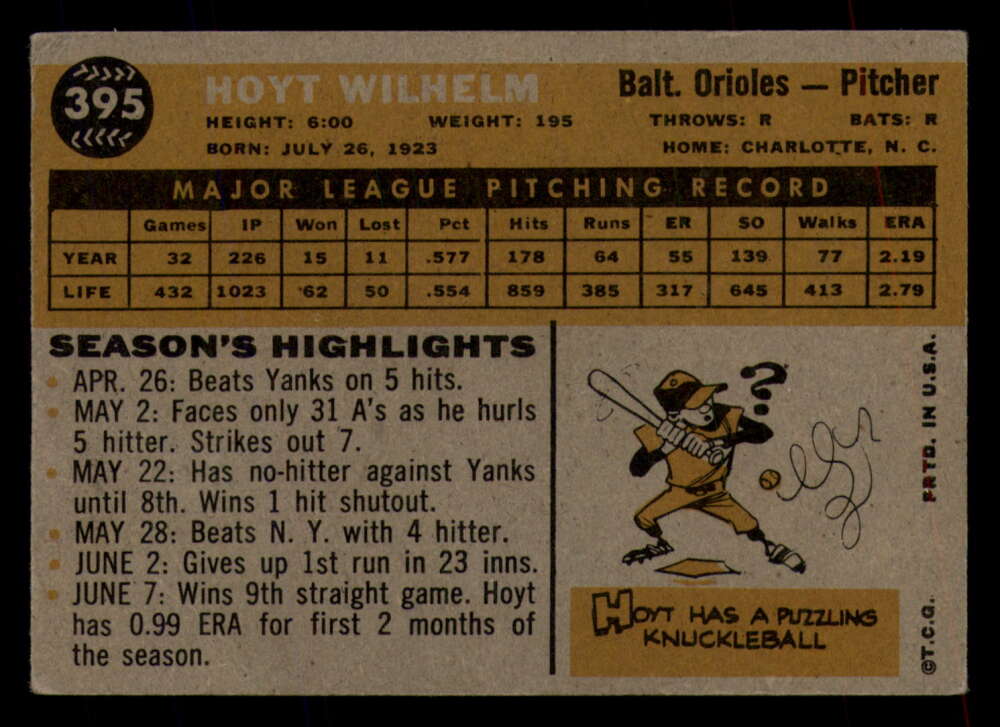 395
HOYT WILHELM
Balt. Orioles — Pitcher
HEIGHT: 6:00 WEIGHT: 195 THROWS: R BATS: R
BORN: JULY 26, 1923 HOME: CHARLOTTE, N. C.
MAJOR LEAGUE PITCHING RECORD
Games IP Won Lost Pct Hits Runs ER SO Walks ERA
YEAR 32 226 15 11 .577 178 64 55 139 77 2.19
LIFE 432 1023 62 50 .554 859 385 317 645 413 2.79
SEASON'S HIGHLIGHTS
• APR. 26: Beats Yanks on 5 hits.
• MAY 2: Faces only 31 A's as he hurls
5 hitter. Strikes out 7.
• MAY 22: Has no-hitter against Yanks
until 8th. Wins 1 hit shutout.
• MAY 28: Beats N. Y. with 4 hitter.
• JUNE 2: Gives up 1st run in 23 inns.
• JUNE 7: Wins 9th straight game. Hoyt
has 0.99 ERA for first 2 months of
the season.
?
HOYT HAS A PUZZLING
KNUCKLEBALL
©T.C.G. PRTD. IN U.S.A.